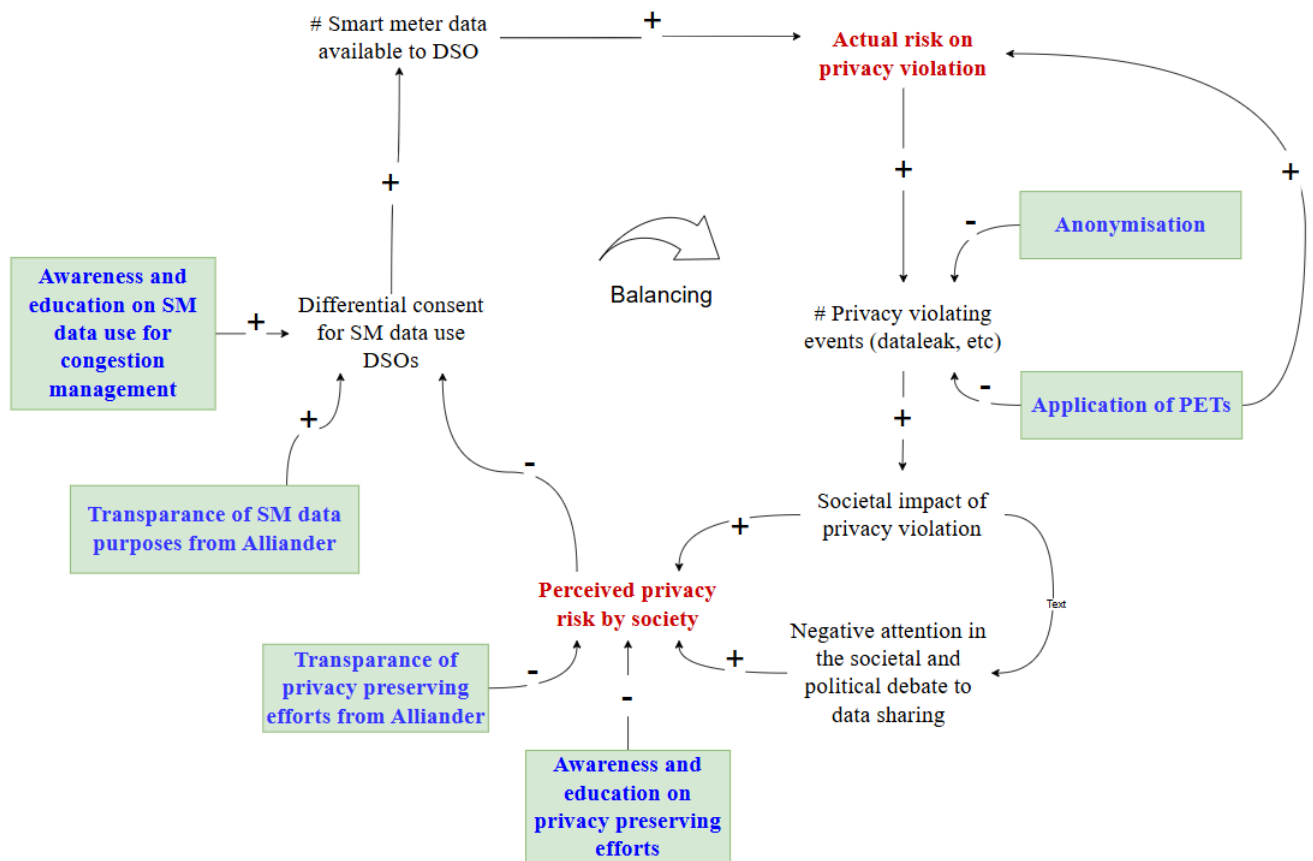 # Smart meter data
available to DSO
+
Actual risk on
privacy violation
+
+
+
-
Anonymisation
Awareness and
education on SM
data use for
congestion
management
+
Differential consent
for SM data use
DSOs
Balancing
# Privacy violating
events (dataleak, etc)
-
Application of PETs
+
+
-
Transparance of SM data
purposes from Alliander
Societal impact of
privacy violation
+
Perceived privacy
risk by society
Text
Negative attention in
the societal and
political debate to
data sharing
+
Transparance of
privacy preserving
efforts from Alliander
-
-
Awareness and
education on
privacy preserving
efforts